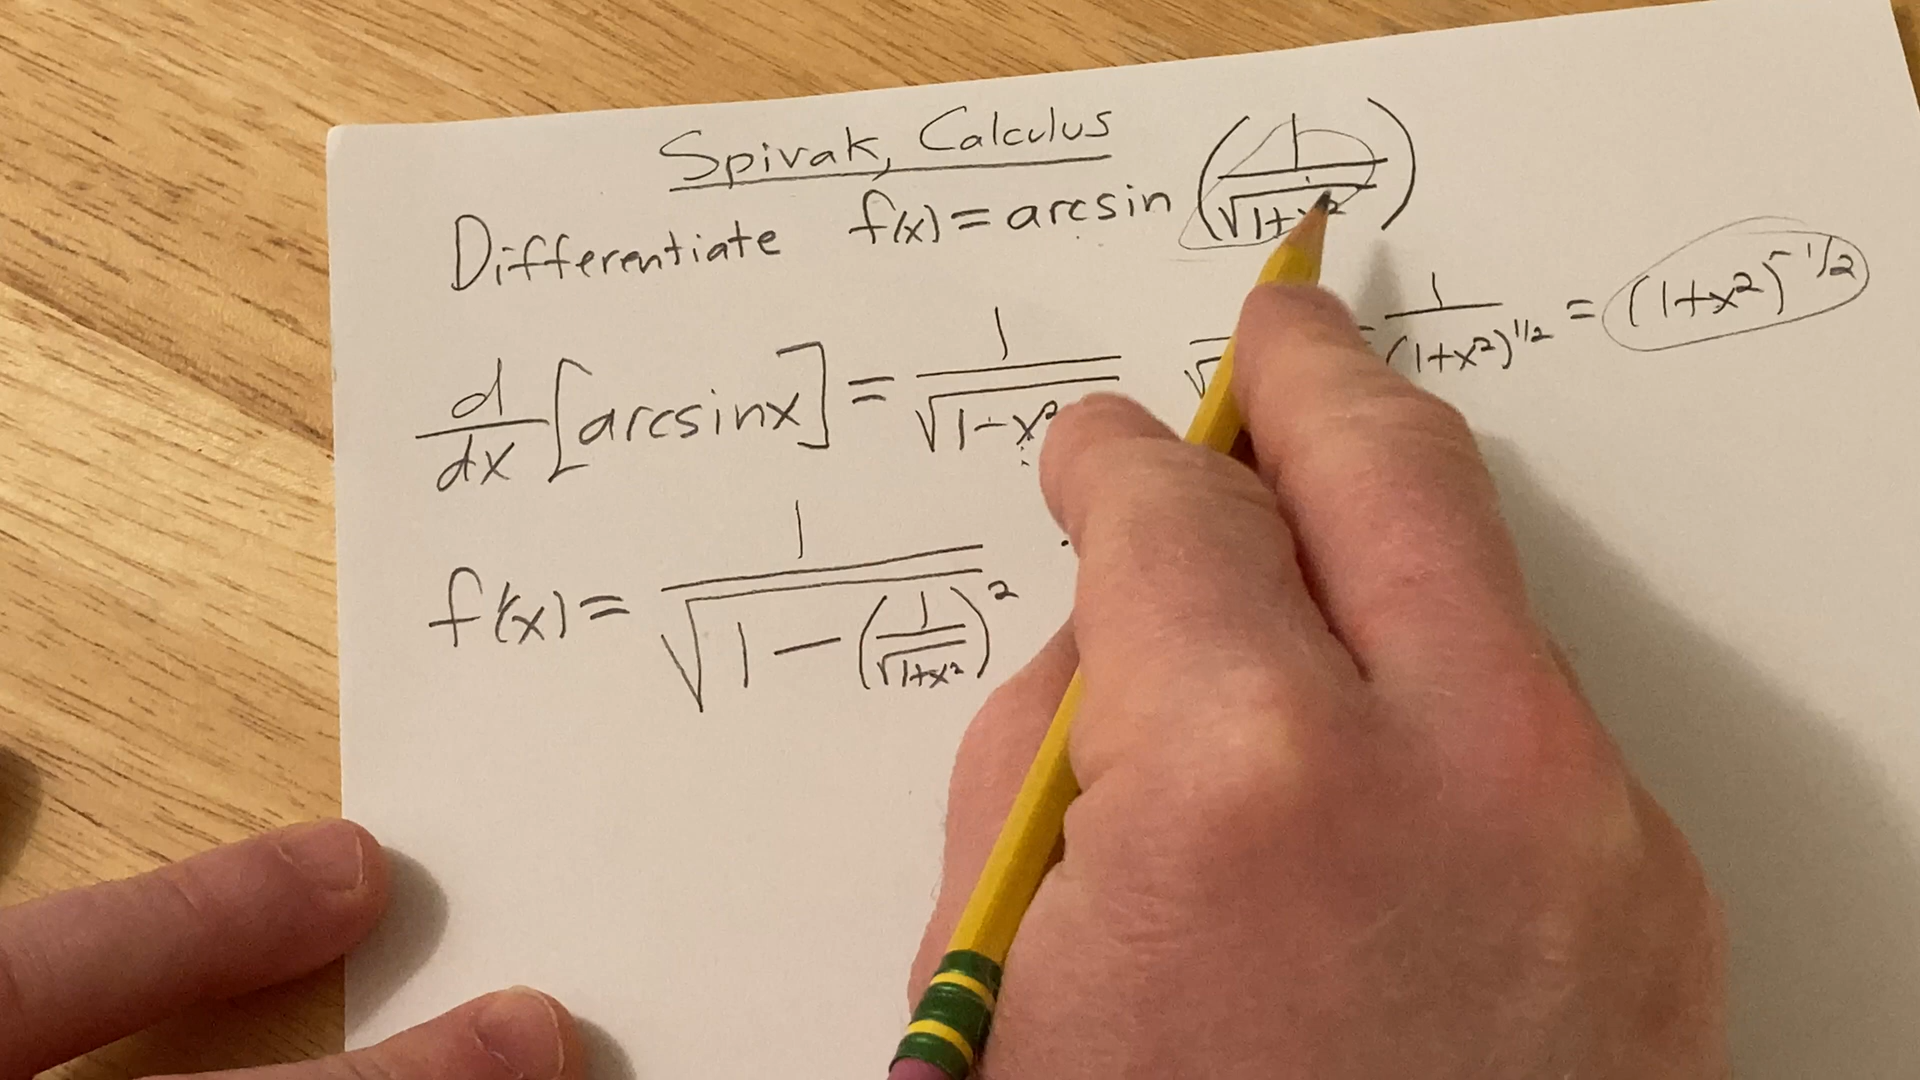 Spivak, Calculus
Differentiate f(x) = arcsin (1/√(1+x²))
1/(1+x²)^1/2 = (1+x²)^-1/2
d/dx [arcsinx] = 1/√(1-x²
f'(x) = 1/√(1-(1/√(1+x²))²) ·